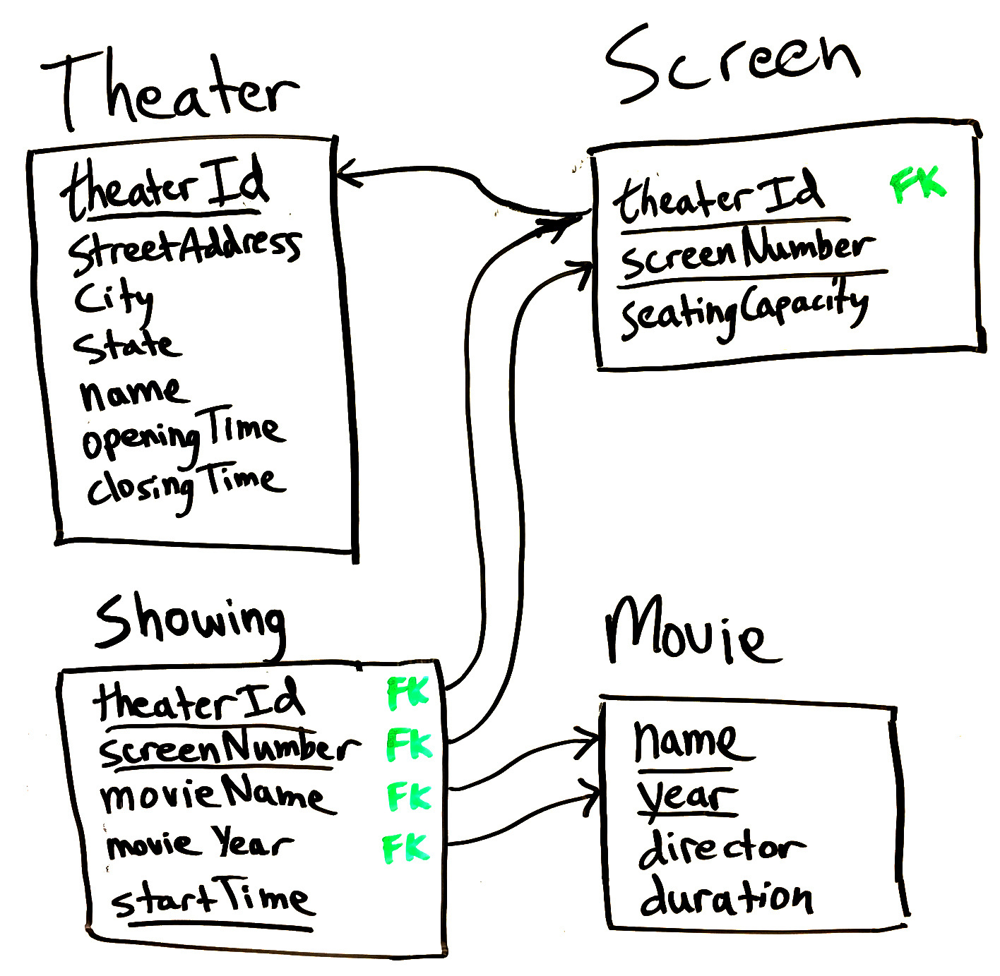 Theater
theaterId
streetAddress
city
state
name
openingTime
closingTime
Screen
theaterId FK
screenNumber
seatingCapacity
Showing
theaterId FK
screenNumber FK
movieName FK
movieYear FK
startTime
Movie
name
year
director
duration